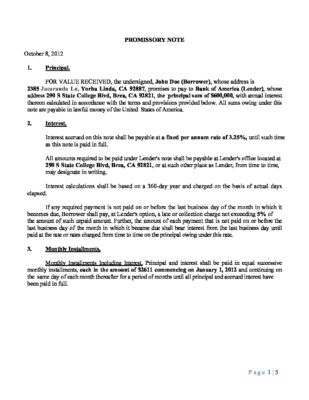 PROMISSORY NOTE
October 8, 2012
1. Principal.
FOR VALUE RECEIVED, the undersigned, John Doe (Borrower), whose address is
2385 Jacaranda Ln. Yorba Linda, CA 92887, promises to pay to Bank of America (Lender), whose
address 290 S State College Blvd, Brea, CA 92821, the principal sum of $600,000, with annual interest
thereon calculated in accordance with the terms and provisions provided below. All sums owing under this
note are payable in lawful money of the United States of America.
2. Interest.
Interest accrued on this note shall be payable at a fixed per annum rate of 3.25%, until such time
as this note is paid in full.
All amounts required to be paid under Lender's note shall be payable at Lender's office located at
290 S State College Blvd, Brea, CA 92821, or at such other place as Lender, from time to time,
may designate in writing.
Interest calculations shall be based on a 360-day year and charged on the basis of actual days
elapsed.
If any required payment is not paid on or before the last business day of the month in which it
becomes due, Borrower shall pay, at Lender's option, a late or collection charge not exceeding 5% of
the amount of such unpaid amount. Further, the amount of each payment that is not paid on or before the
last business day of the month in which it became due shall bear interest from the last business day until
paid at the rate or rates charged from time to time on the principal owing under this rate.
3. Monthly Installments.
Monthly Installments Including Interest. Principal and interest shall be paid in equal successive
monthly installments, each in the amount of $2611 commencing on January 1, 2012 and continuing on
the same day of each month thereafter for a period of months until all principal and accrued interest have
been paid in full.
Page 1 | 5